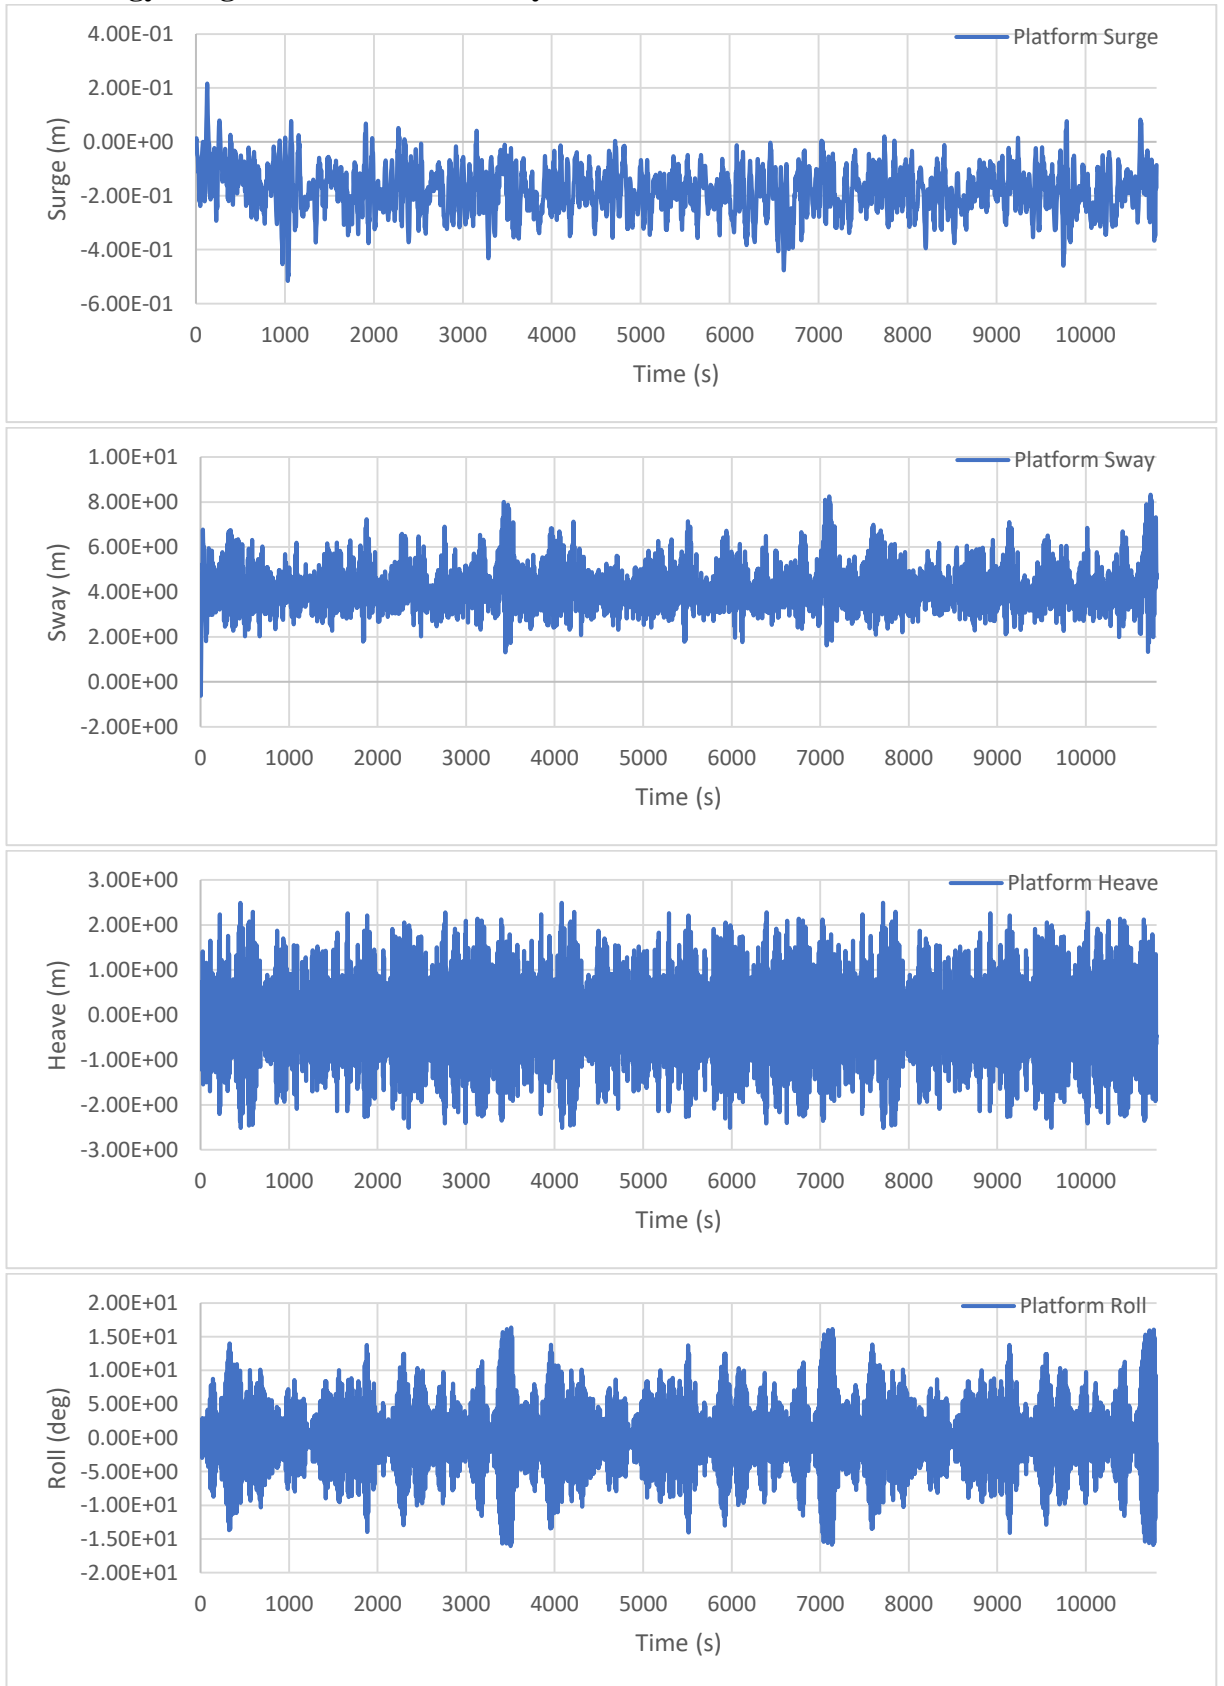 Platform Surge
4.00E-01
2.00E-01
0.00E+00
-2.00E-01
-4.00E-01
-6.00E-01
Surge (m)
0 1000 2000 3000 4000 5000 6000 7000 8000 9000 10000
Time (s)
Platform Sway
1.00E+01
8.00E+00
6.00E+00
4.00E+00
2.00E+00
0.00E+00
-2.00E+00
Sway (m)
0 1000 2000 3000 4000 5000 6000 7000 8000 9000 10000
Time (s)
Platform Heave
3.00E+00
2.00E+00
1.00E+00
0.00E+00
-1.00E+00
-2.00E+00
-3.00E+00
Heave (m)
0 1000 2000 3000 4000 5000 6000 7000 8000 9000 10000
Time (s)
Platform Roll
2.00E+01
1.50E+01
1.00E+01
5.00E+00
0.00E+00
-5.00E+00
-1.00E+01
-1.50E+01
-2.00E+01
Roll (deg)
0 1000 2000 3000 4000 5000 6000 7000 8000 9000 10000
Time (s)